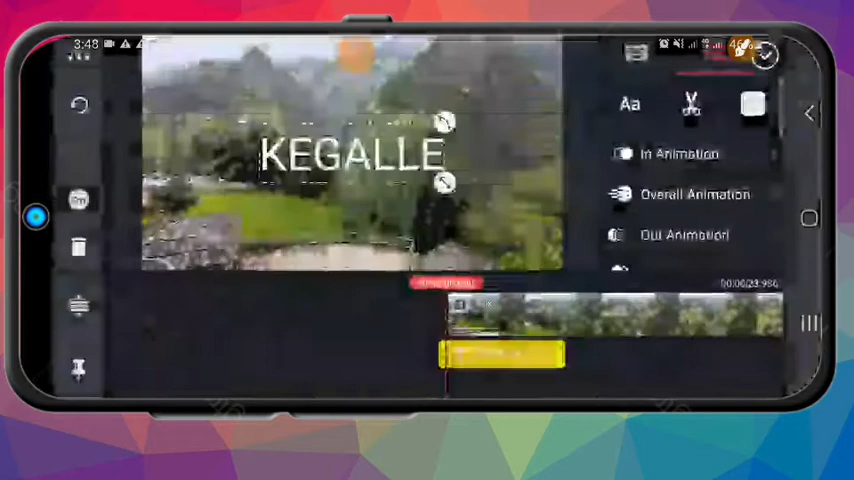 3:48
KEGALLE
Aa
In Animation
Overall Animation
Out Animation